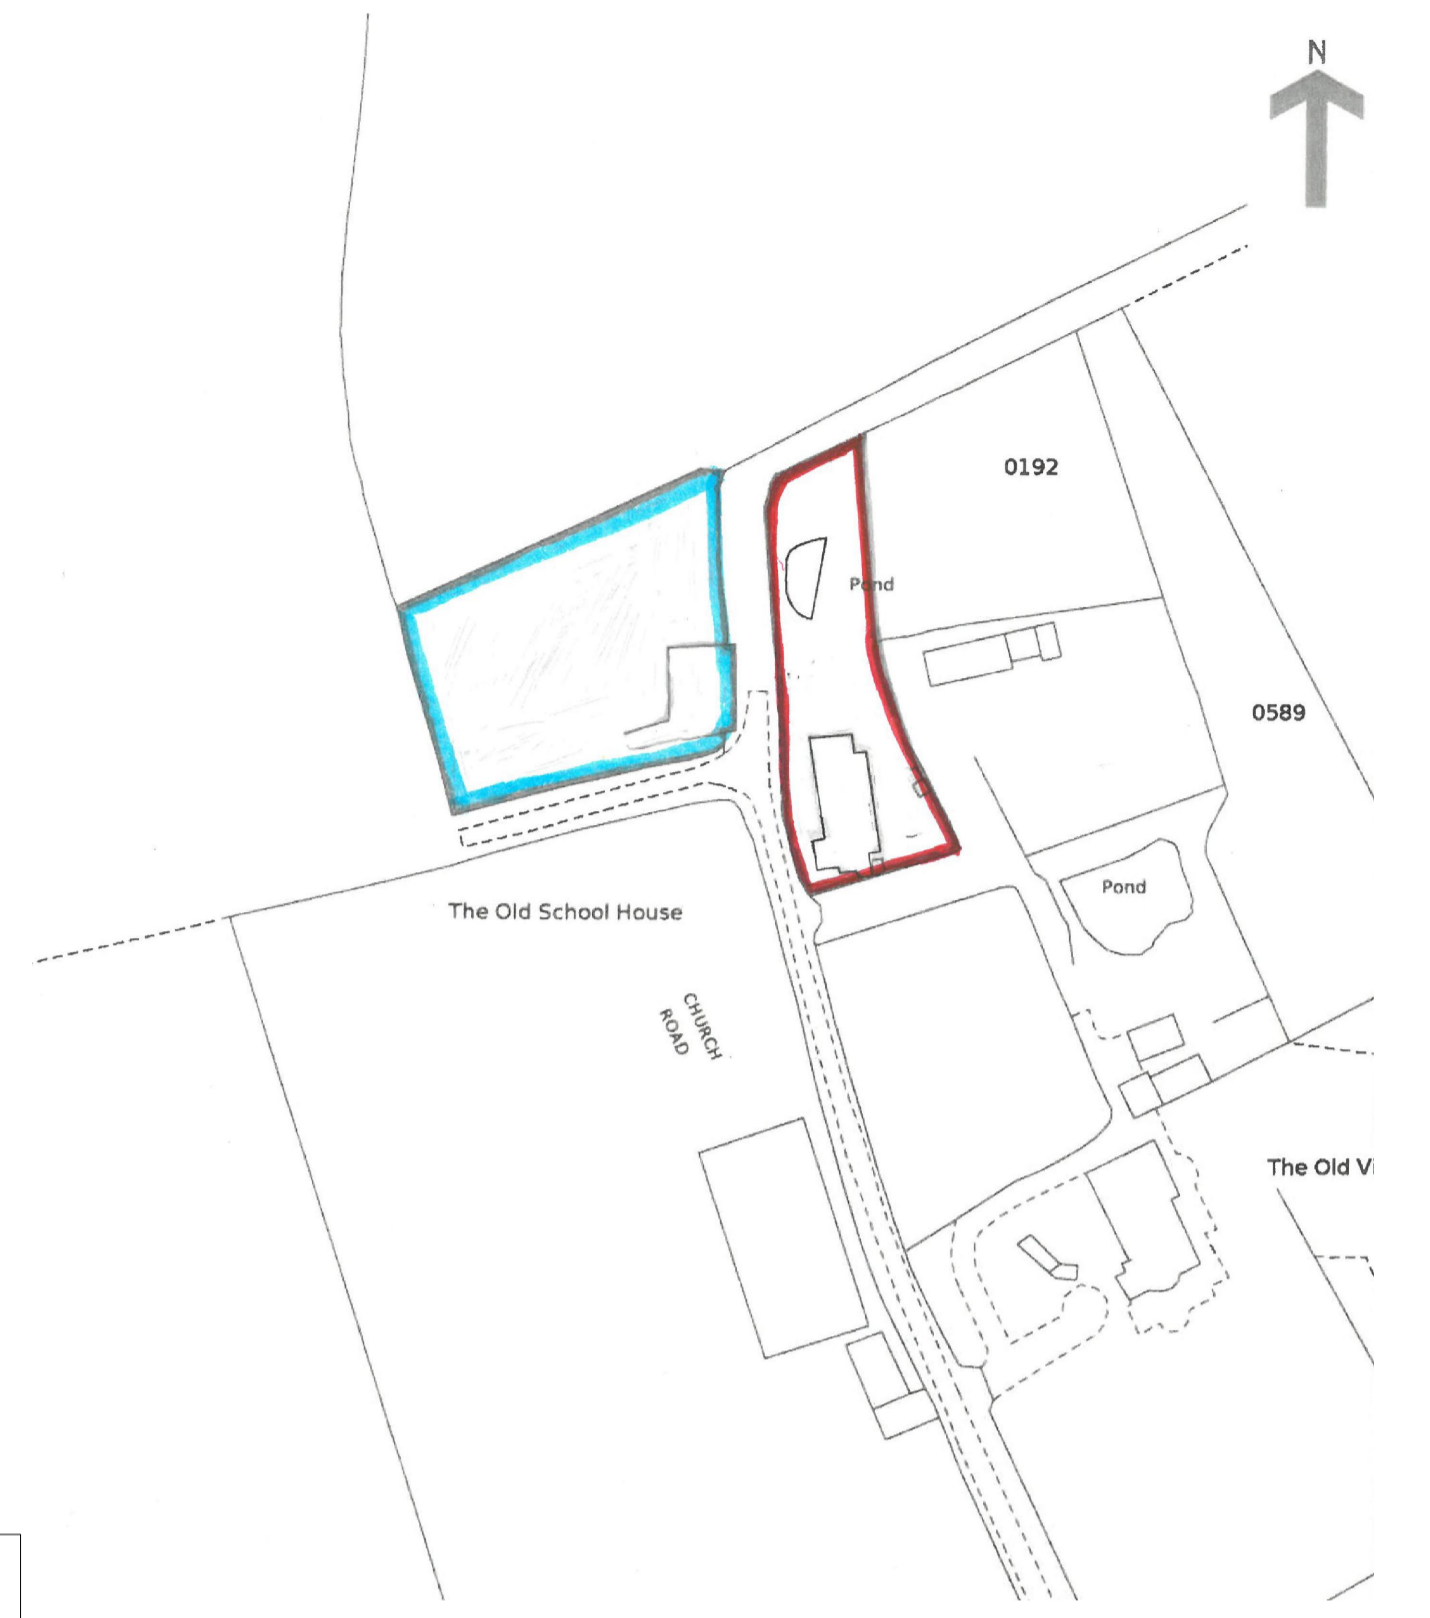 N
0192
Pond
0589
Pond
The Old School House
CHURCH
ROAD
The Old Vi